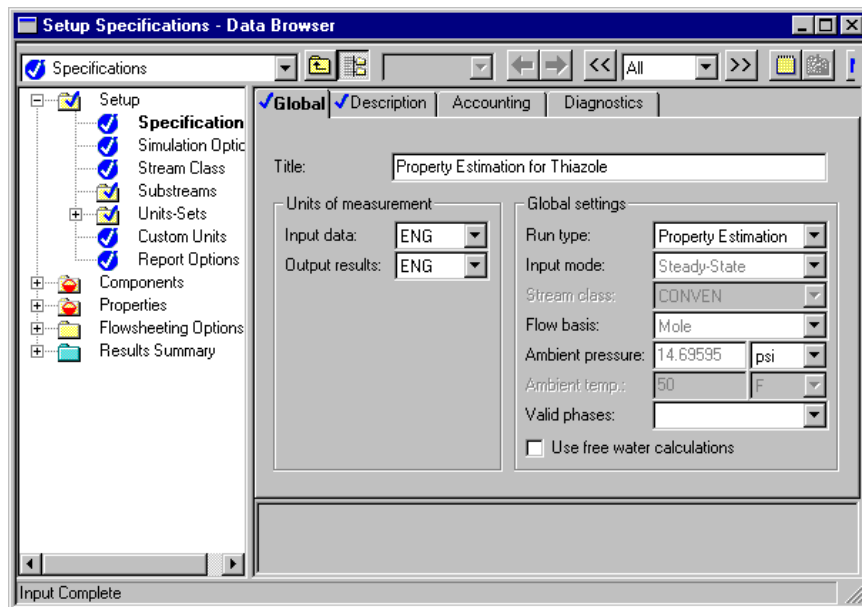 Setup Specifications - Data Browser
Specifications
<< All >>
Setup
Specification
Simulation Optic
Stream Class
Substreams
Units-Sets
Custom Units
Report Options
Components
Properties
Flowsheeting Options
Results Summary
Global Description Accounting Diagnostics
Title: Property Estimation for Thiazole
Units of measurement
Input data: ENG
Output results: ENG
Global settings
Run type: Property Estimation
Input mode: Steady-State
Stream class: CONVEN
Flow basis: Mole
Ambient pressure: 14.69595 psi
Ambient temp.: 50 F
Valid phases:
Use free water calculations
Input Complete